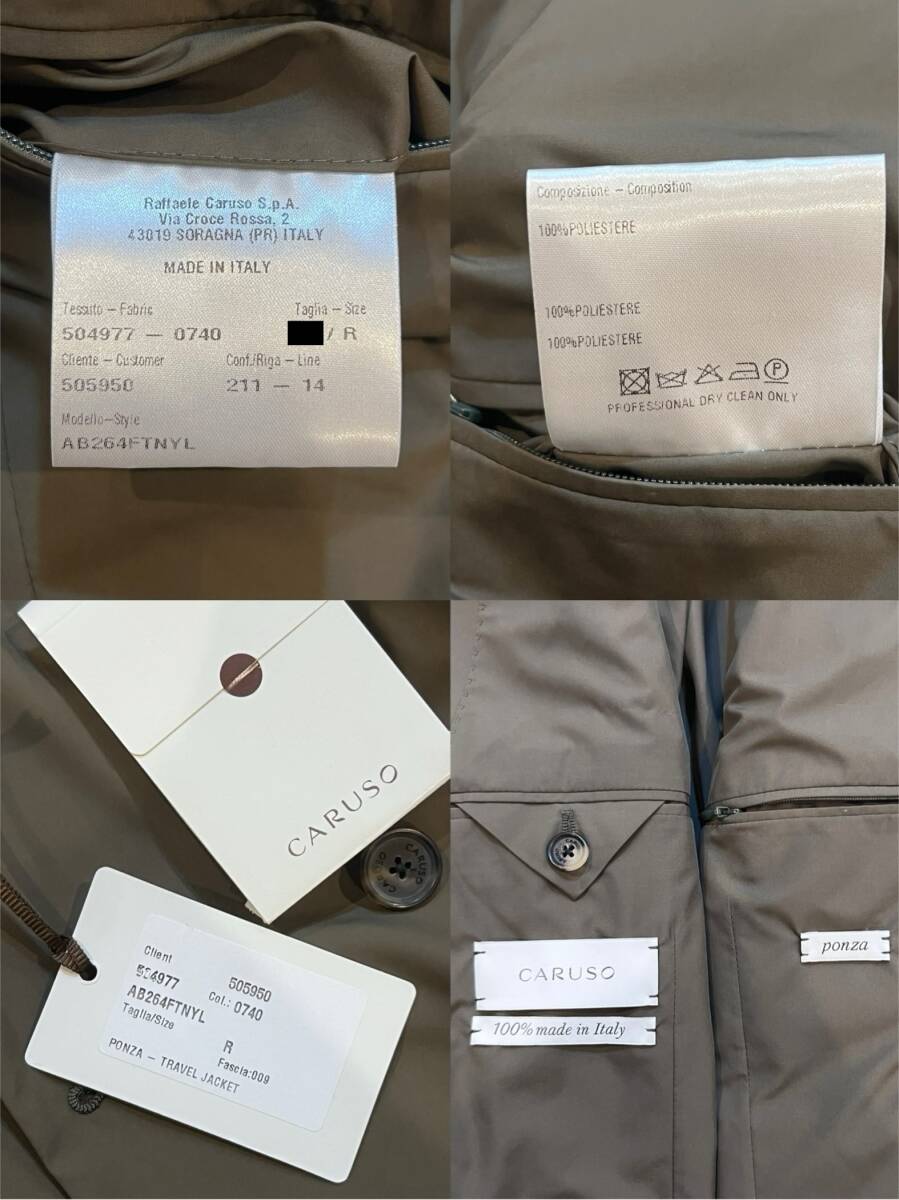 Raffaele Caruso S.p.A.
Via Croce Rossa, 2
43019 SORAGNA (PR) ITALY
MADE IN ITALY
Tessuto – Fabric Taglia – Size
504977 – 0740 / R
Cliente – Customer Conf./Riga – Line
505950 211 – 14
Modello–Style
AB264FTNYL
Composizione – Composition
100%POLIESTERE
100%POLIESTERE
100%POLIESTERE
P
PROFESSIONAL DRY CLEAN ONLY
CARUSO
CARUSO
Client
504977 505950
AB264FTNYL Col.: 0740
Taglia/Size
R
Fascia:009
PONZA – TRAVEL JACKET
CARUSO
100% made in Italy
ponza